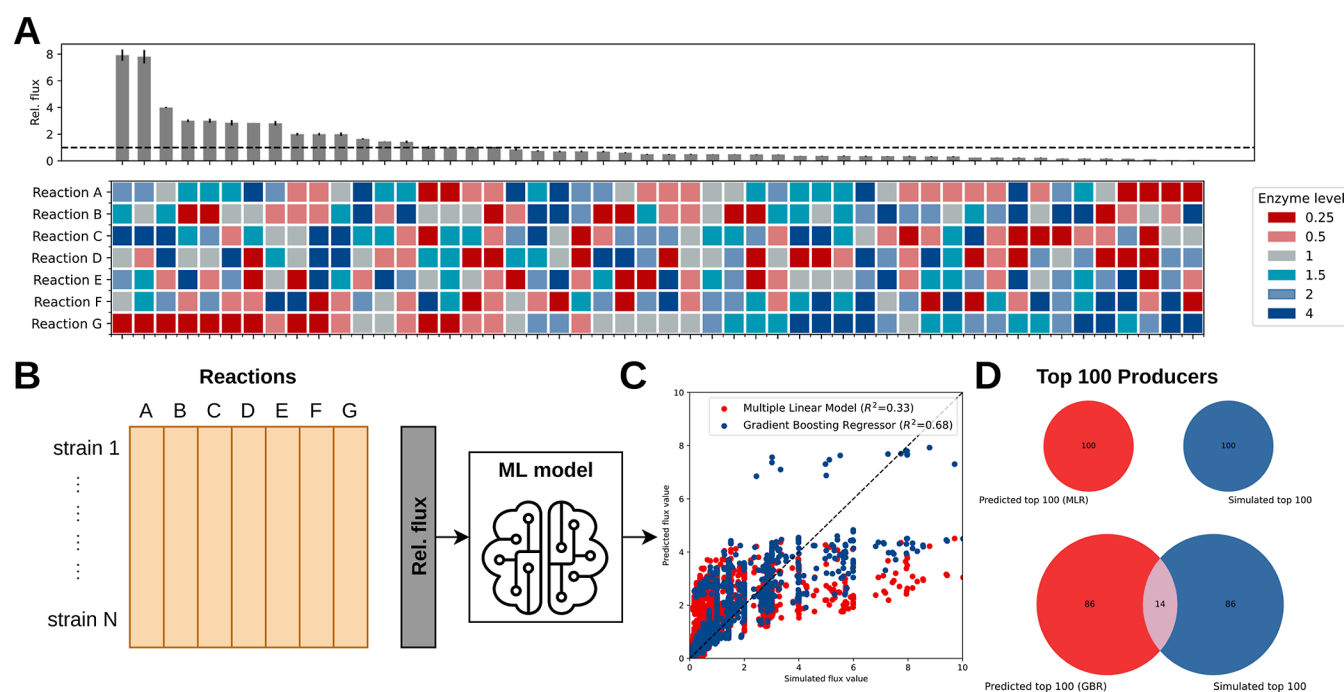 A
Rel. flux
8
6
4
2
0
Reaction A
Reaction B
Reaction C
Reaction D
Reaction E
Reaction F
Reaction G
Enzyme level
0.25
0.5
1
1.5
2
4
B
Reactions
A B C D E F G
strain 1
strain N
Rel. flux
ML model
C
Predicted flux value
10
8
6
4
2
0
0 2 4 6 8 10
Simulated flux value
Multiple Linear Model (R²=0.33)
Gradient Boosting Regressor (R²=0.68)
D
Top 100 Producers
100 100
Predicted top 100 (MLR) Simulated top 100
86 14 86
Predicted top 100 (GBR) Simulated top 100